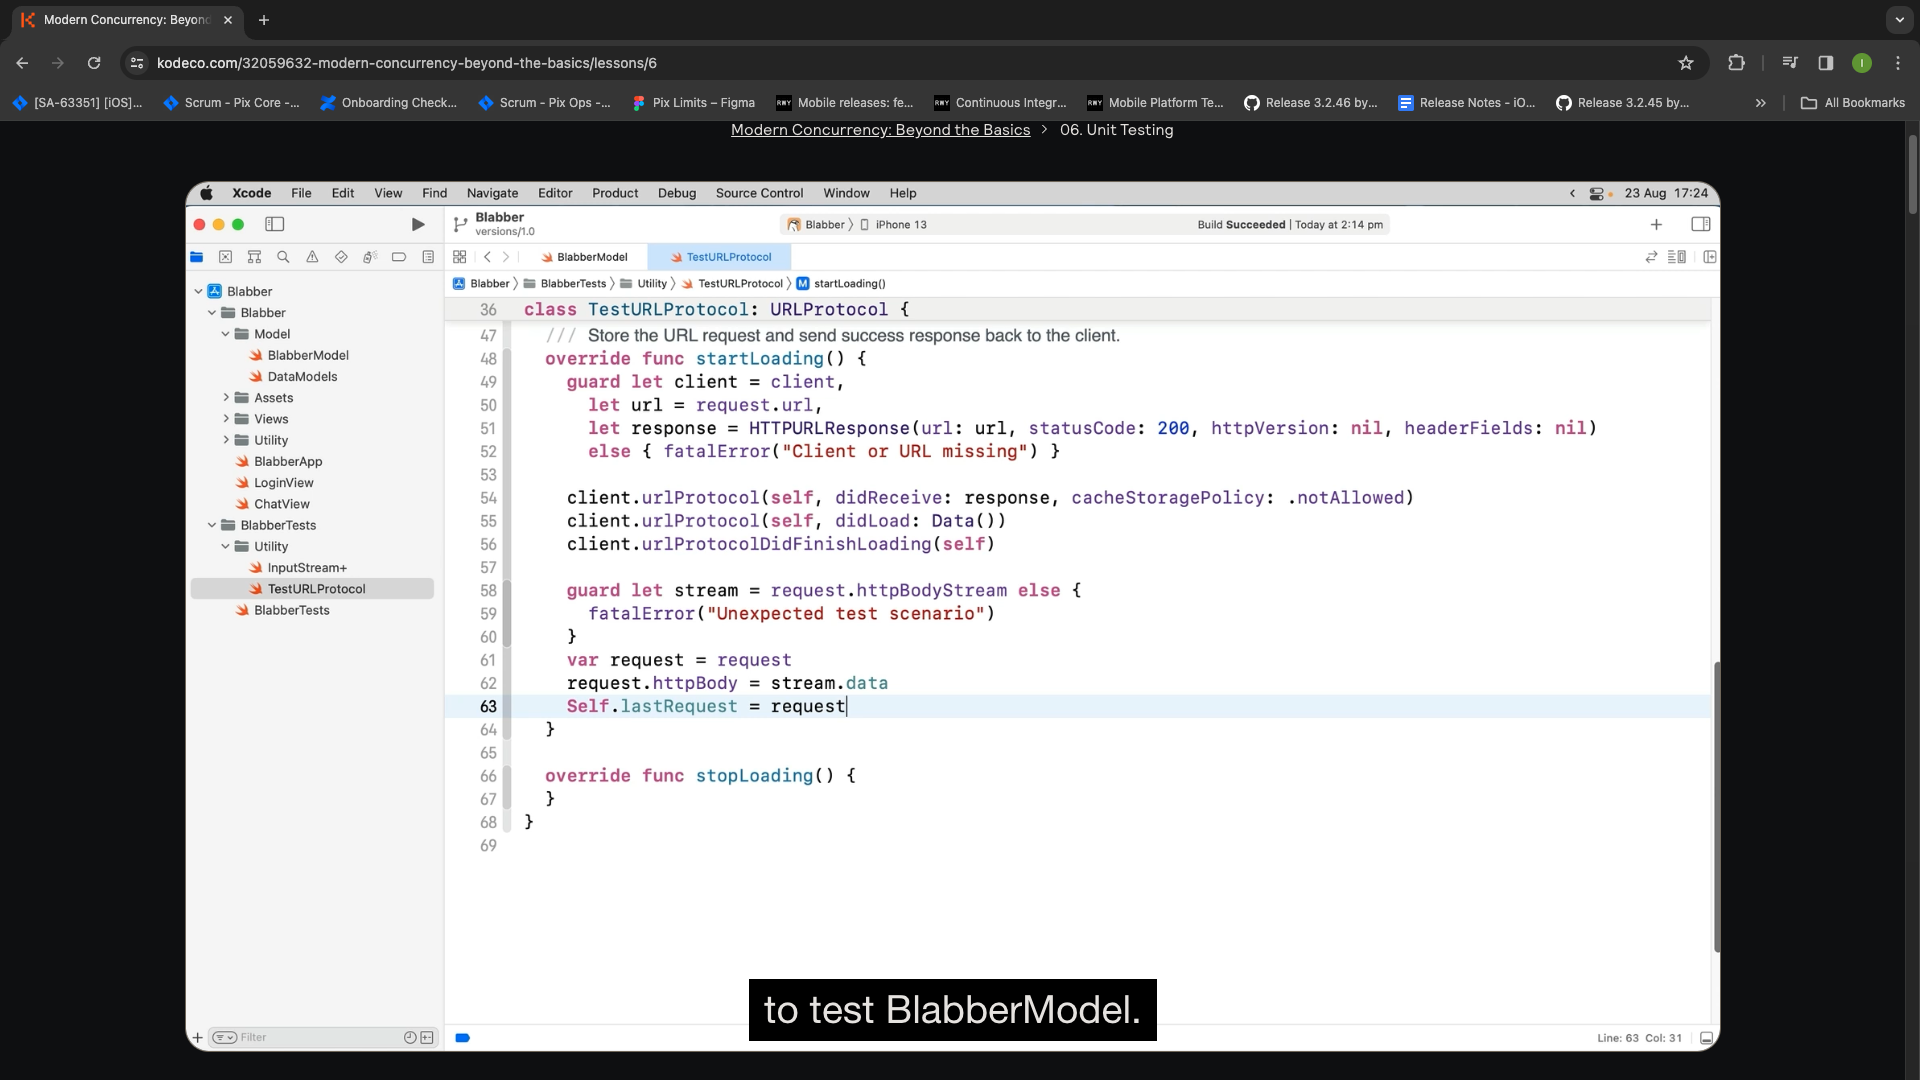 Modern Concurrency: Beyond
kodeco.com/32059632-modern-concurrency-beyond-the-basics/lessons/6
I
[SA-63351] [iOS]...
Scrum - Pix Core -...
Onboarding Check...
Scrum - Pix Ops -...
Pix Limits – Figma
Mobile releases: fe...
Continuous Integr...
Mobile Platform Te...
Release 3.2.46 by...
Release Notes - iO...
Release 3.2.45 by...
All Bookmarks
Modern Concurrency: Beyond the Basics > 06. Unit Testing
Xcode File Edit View Find Navigate Editor Product Debug Source Control Window Help
23 Aug 17:24
Blabber
versions/1.0
Blabber
iPhone 13
Build Succeeded | Today at 2:14 pm
BlabberModel
TestURLProtocol
Blabber
BlabberTests
Utility
TestURLProtocol
M startLoading()
Blabber
Blabber
Model
BlabberModel
DataModels
Assets
Views
Utility
BlabberApp
LoginView
ChatView
BlabberTests
Utility
InputStream+
TestURLProtocol
BlabberTests
Filter
36 class TestURLProtocol: URLProtocol {
47 /// Store the URL request and send success response back to the client.
48 override func startLoading() {
49 guard let client = client,
50 let url = request.url,
51 let response = HTTPURLResponse(url: url, statusCode: 200, httpVersion: nil, headerFields: nil)
52 else { fatalError("Client or URL missing") }
53
54 client.urlProtocol(self, didReceive: response, cacheStoragePolicy: .notAllowed)
55 client.urlProtocol(self, didLoad: Data())
56 client.urlProtocolDidFinishLoading(self)
57
58 guard let stream = request.httpBodyStream else {
59 fatalError("Unexpected test scenario")
60 }
61 var request = request
62 request.httpBody = stream.data
63 Self.lastRequest = request
64 }
65
66 override func stopLoading() {
67 }
68 }
69
to test BlabberModel.
Line: 63 Col: 31